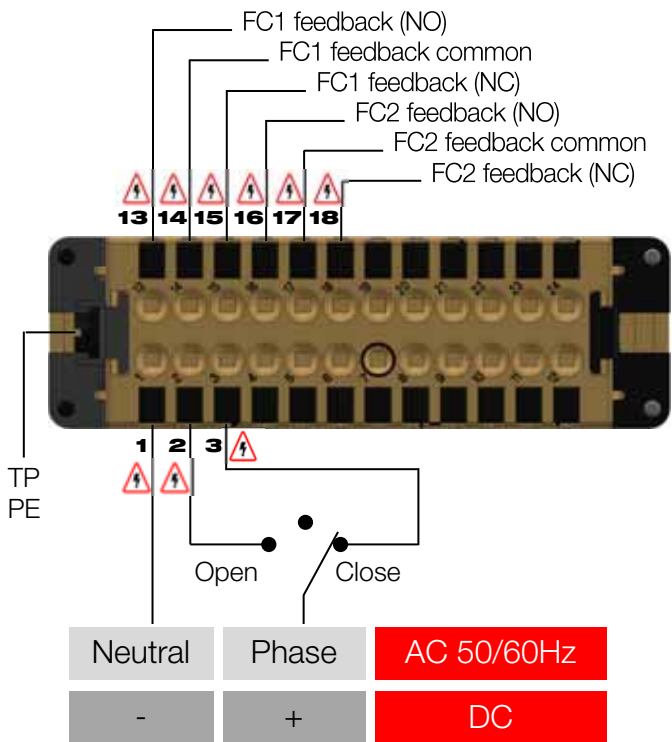 FC1 feedback (NO)
FC1 feedback common
FC1 feedback (NC)
FC2 feedback (NO)
FC2 feedback common
FC2 feedback (NC)
13 14 15 16 17 18
1 2 3
TP
PE
Open Close
Neutral Phase AC 50/60Hz
- + DC